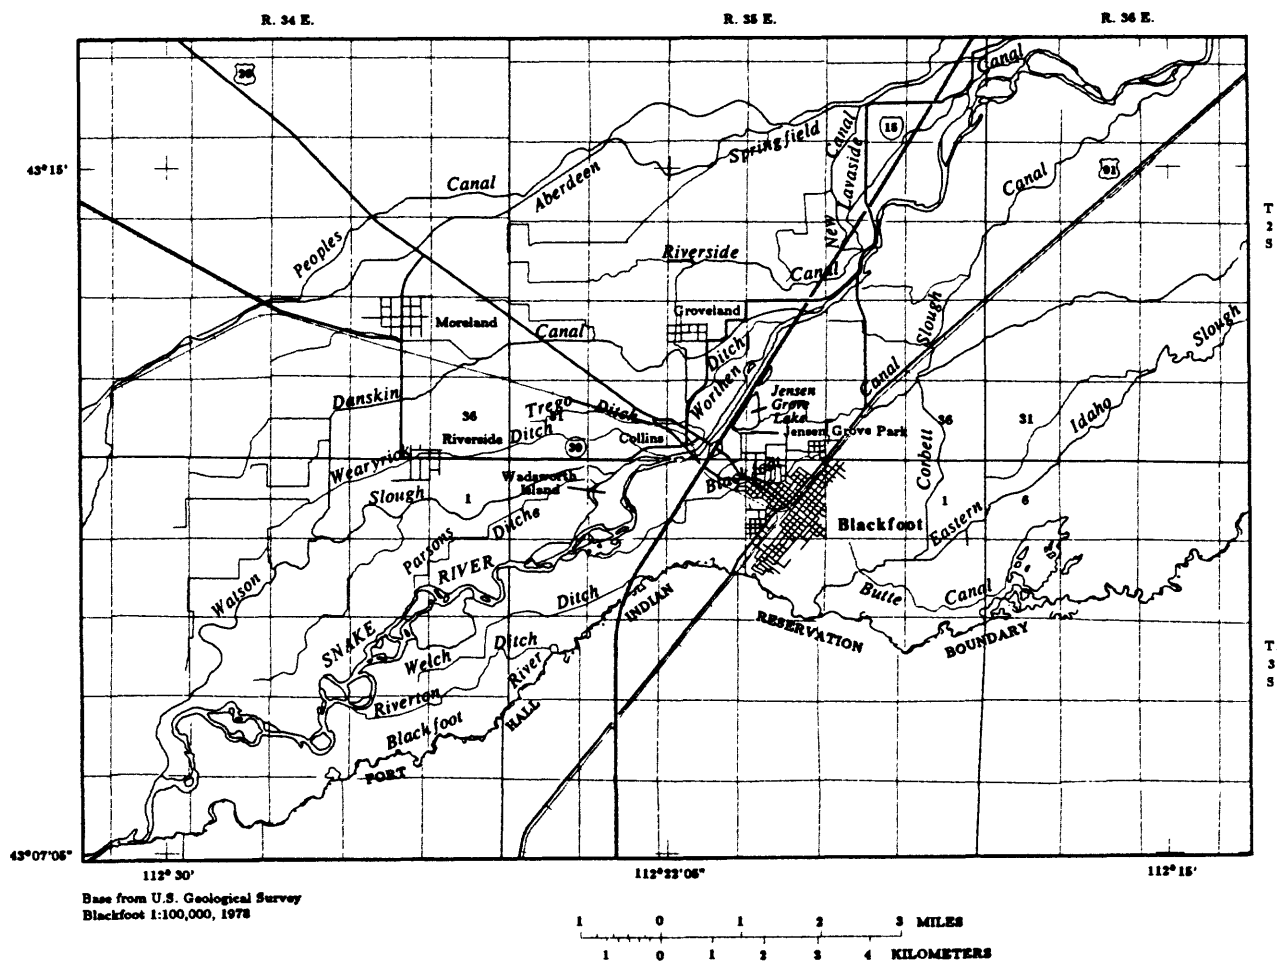 R. 34 E.
R. 35 E.
R. 36 E.
Canal
15
43° 15'
Springfield
Canal
Lavaside
New
91
Canal
Canal
Aberdeen
T
2
S
Peoples
Riverside
Canal
Moreland
Groveland
Canal
Slough
Slough
Ditch
Worthen
Canal
Jensen
Grove
Lake
Danskin
Trego
Ditch
36
31
Jensen Grove Park
36
31
Idaho
Riverside
Ditch
Collins
Wearyrick
Blackfoot
Corbett
Wadsworth
Island
Slough
1
1
6
Ditche
Blackfoot
Eastern
Parsons
RIVER
Watson
Ditch
INDIAN
Butte
Canal
RESERVATION
BOUNDARY
SNAKE
Ditch
Welch
River
T
3
S
Riverton
HALL
Blackfoot
FORT
43° 07'05"
112° 30'
112° 22'05"
112° 15'
Base from U.S. Geological Survey
Blackfoot 1:100,000, 1978
1 0 1 2 3 MILES
1 0 1 2 3 4 KILOMETERS